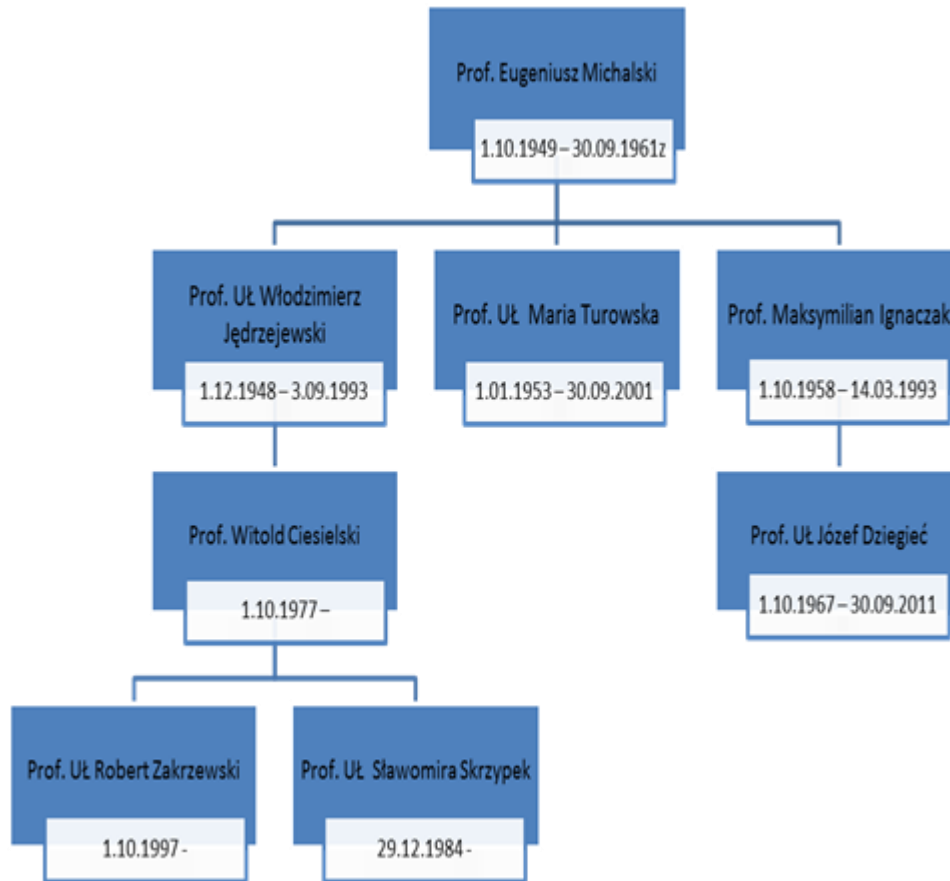 Prof. Eugeniusz Michalski
1.10.1949 – 30.09.1961z
Prof. UŁ Włodzimierz
Jędrzejewski
1.12.1948 – 3.09.1993
Prof. UŁ Maria Turowska
1.01.1953 – 30.09.2001
Prof. Maksymilian Ignaczak
1.10.1958 – 14.03.1993
Prof. Witold Ciesielski
1.10.1977 –
Prof. UŁ Józef Dziegieć
1.10.1967 – 30.09.2011
Prof. UŁ Robert Zakrzewski
1.10.1997 -
Prof. UŁ Sławomira Skrzypek
29.12.1984 -